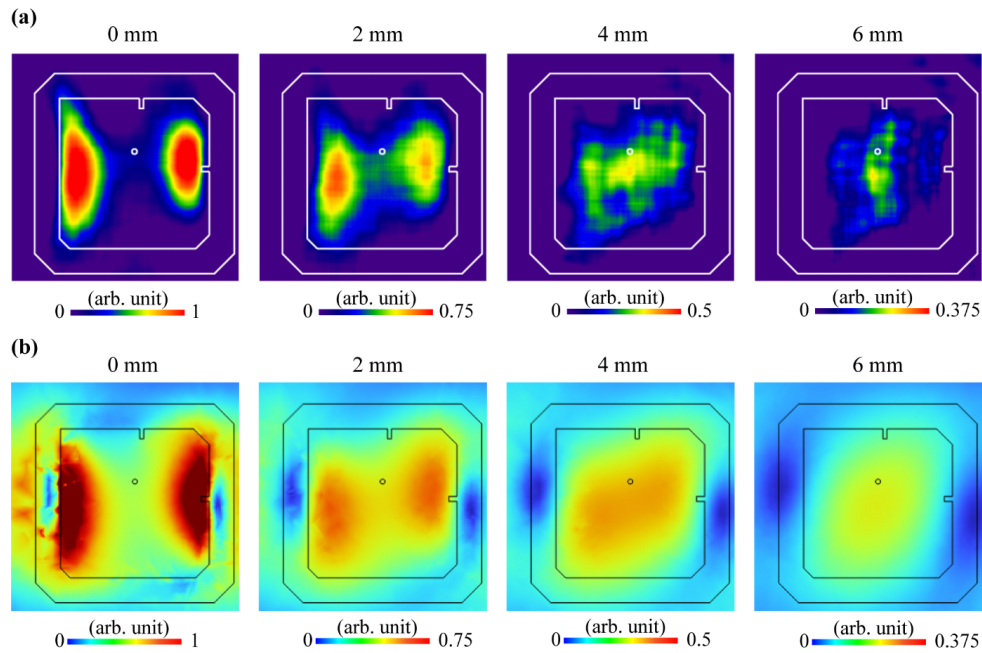 (a)
0 mm 2 mm 4 mm 6 mm
(arb. unit) (arb. unit) (arb. unit) (arb. unit)
0 1 0 0.75 0 0.5 0 0.375
(b)
0 mm 2 mm 4 mm 6 mm
(arb. unit) (arb. unit) (arb. unit) (arb. unit)
0 1 0 0.75 0 0.5 0 0.375